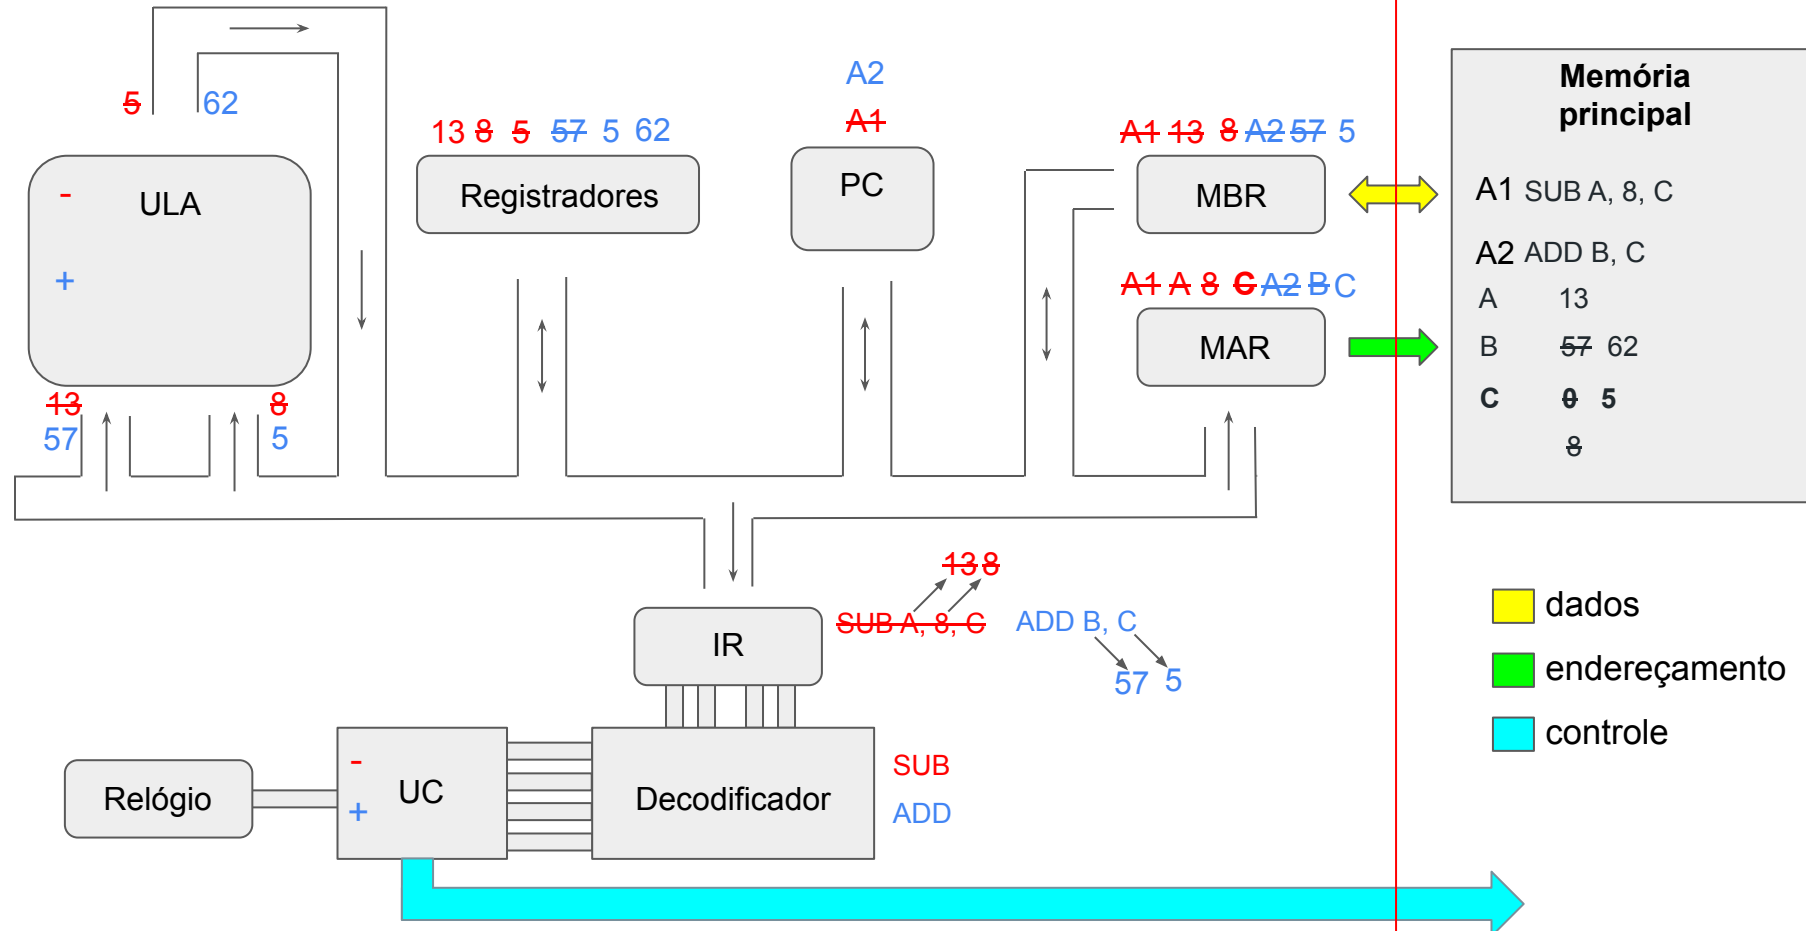 5 62
ULA
-
+
13 8
57 5
13 8 5 57 5 62
Registradores
A2
A1
PC
A1 13 8 A2 57 5
MBR
A1 A 8 C A2 B C
MAR
Memória
principal
A1 SUB A, 8, C
A2 ADD B, C
A 13
B 57 62
C 0 5
8
13 8
SUB A, 8, C
ADD B, C
57 5
IR
dados
endereçamento
controle
Relógio
-
+
UC
Decodificador
SUB
ADD